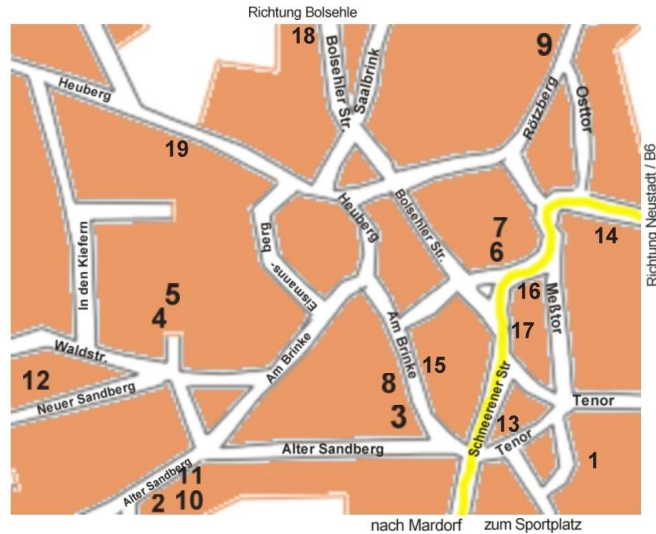 Richtung Bolsehle
18
Bolsehler Str.
Saalbrink
9
Heuberg
Rötzberg
Osttor
19
Richtung Neustadt / B6
Heuberg
Bolsehler Str.
Eismanns-
berg
7
6
14
In den Kiefern
5
4
16
Meßtor
17
Waldstr.
Am Brinke
Am Brinke
15
12
8
Schneerener Str
Neuer Sandberg
3
13
Tenor
Tenor
Alter Sandberg
1
Alter Sandberg
11
2
10
nach Mardorf
zum Sportplatz